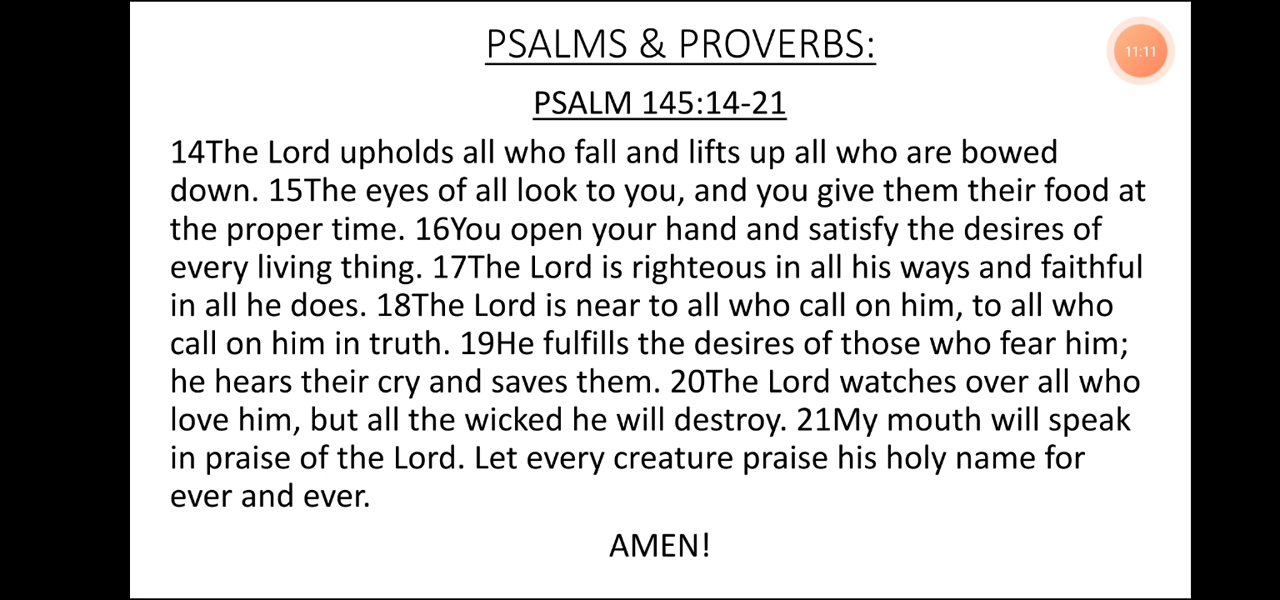 PSALMS & PROVERBS:
11:11
PSALM 145:14-21
14The Lord upholds all who fall and lifts up all who are bowed
down. 15The eyes of all look to you, and you give them their food at
the proper time. 16You open your hand and satisfy the desires of
every living thing. 17The Lord is righteous in all his ways and faithful
in all he does. 18The Lord is near to all who call on him, to all who
call on him in truth. 19He fulfills the desires of those who fear him;
he hears their cry and saves them. 20The Lord watches over all who
love him, but all the wicked he will destroy. 21My mouth will speak
in praise of the Lord. Let every creature praise his holy name for
ever and ever.
AMEN!